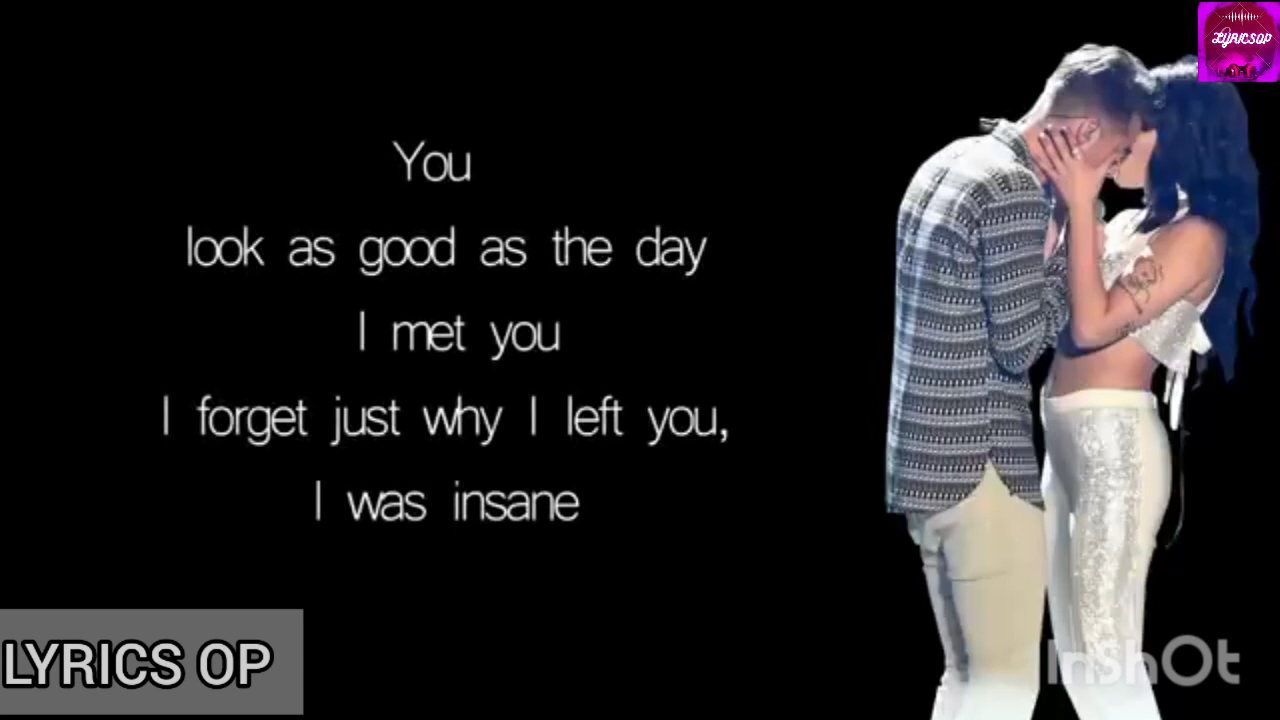 LYRICSOP
You
look as good as the day
I met you
I forget just why I left you,
I was insane
LYRICS OP
InShOt